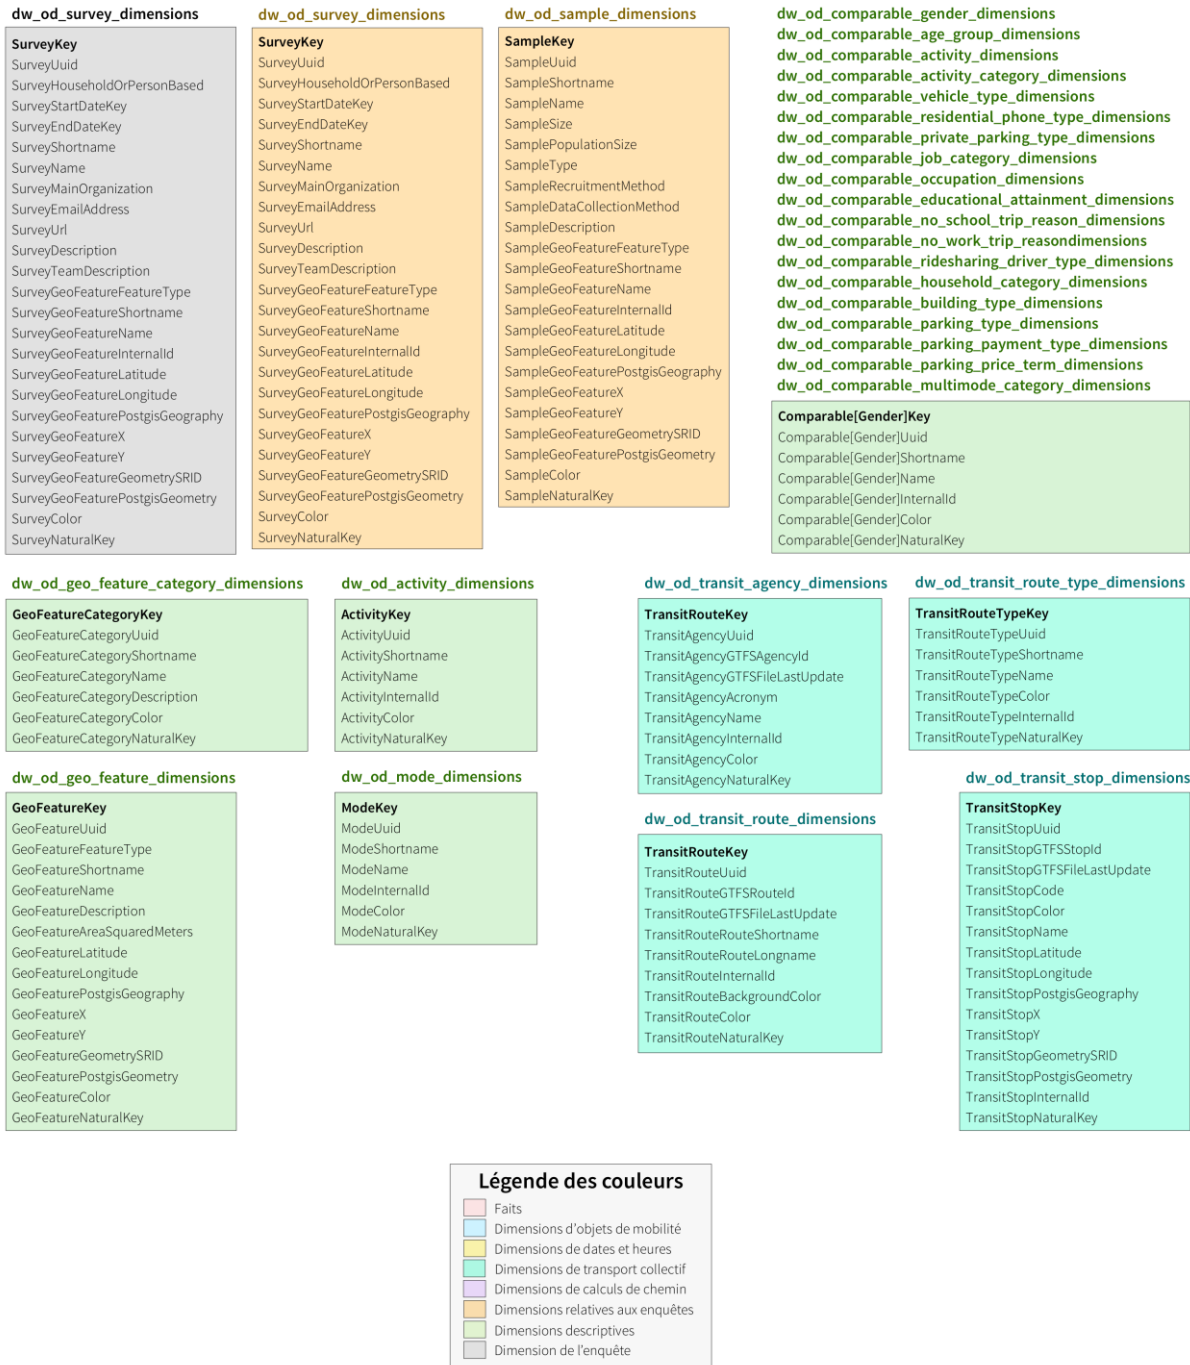 dw_od_survey_dimensions
SurveyKey
SurveyUuid
SurveyHouseholdOrPersonBased
SurveyStartDateKey
SurveyEndDateKey
SurveyShortname
SurveyName
SurveyMainOrganization
SurveyEmailAddress
SurveyUrl
SurveyDescription
SurveyTeamDescription
SurveyGeoFeatureFeatureType
SurveyGeoFeatureShortname
SurveyGeoFeatureName
SurveyGeoFeatureInternalId
SurveyGeoFeatureLatitude
SurveyGeoFeatureLongitude
SurveyGeoFeaturePostgisGeography
SurveyGeoFeatureX
SurveyGeoFeatureY
SurveyGeoFeatureGeometrySRID
SurveyGeoFeaturePostgisGeometry
SurveyColor
SurveyNaturalKey
dw_od_survey_dimensions
SurveyKey
SurveyUuid
SurveyHouseholdOrPersonBased
SurveyStartDateKey
SurveyEndDateKey
SurveyShortname
SurveyName
SurveyMainOrganization
SurveyEmailAddress
SurveyUrl
SurveyDescription
SurveyTeamDescription
SurveyGeoFeatureFeatureType
SurveyGeoFeatureShortname
SurveyGeoFeatureName
SurveyGeoFeatureInternalId
SurveyGeoFeatureLatitude
SurveyGeoFeatureLongitude
SurveyGeoFeaturePostgisGeography
SurveyGeoFeatureX
SurveyGeoFeatureY
SurveyGeoFeatureGeometrySRID
SurveyGeoFeaturePostgisGeometry
SurveyColor
SurveyNaturalKey
dw_od_sample_dimensions
SampleKey
SampleUuid
SampleShortname
SampleName
SampleSize
SamplePopulationSize
SampleType
SampleRecruitmentMethod
SampleDataCollectionMethod
SampleDescription
SampleGeoFeatureFeatureType
SampleGeoFeatureShortname
SampleGeoFeatureName
SampleGeoFeatureInternalId
SampleGeoFeatureLatitude
SampleGeoFeatureLongitude
SampleGeoFeaturePostgisGeography
SampleGeoFeatureX
SampleGeoFeatureY
SampleGeoFeatureGeometrySRID
SampleGeoFeaturePostgisGeometry
SampleColor
SampleNaturalKey
dw_od_comparable_gender_dimensions
dw_od_comparable_age_group_dimensions
dw_od_comparable_activity_dimensions
dw_od_comparable_activity_category_dimensions
dw_od_comparable_vehicle_type_dimensions
dw_od_comparable_residential_phone_type_dimensions
dw_od_comparable_private_parking_type_dimensions
dw_od_comparable_job_category_dimensions
dw_od_comparable_occupation_dimensions
dw_od_comparable_educational_attainment_dimensions
dw_od_comparable_no_school_trip_reason_dimensions
dw_od_comparable_no_work_trip_reasondimensions
dw_od_comparable_ridesharing_driver_type_dimensions
dw_od_comparable_household_category_dimensions
dw_od_comparable_building_type_dimensions
dw_od_comparable_parking_type_dimensions
dw_od_comparable_parking_payment_type_dimensions
dw_od_comparable_parking_price_term_dimensions
dw_od_comparable_multimode_category_dimensions
Comparable[Gender]Key
Comparable[Gender]Uuid
Comparable[Gender]Shortname
Comparable[Gender]Name
Comparable[Gender]InternalId
Comparable[Gender]Color
Comparable[Gender]NaturalKey
dw_od_geo_feature_category_dimensions
GeoFeatureCategoryKey
GeoFeatureCategoryUuid
GeoFeatureCategoryShortname
GeoFeatureCategoryName
GeoFeatureCategoryDescription
GeoFeatureCategoryColor
GeoFeatureCategoryNaturalKey
dw_od_activity_dimensions
ActivityKey
ActivityUuid
ActivityShortname
ActivityName
ActivityInternalId
ActivityColor
ActivityNaturalKey
dw_od_transit_agency_dimensions
TransitRouteKey
TransitAgencyUuid
TransitAgencyGTFSAgencyId
TransitAgencyGTFSFileLastUpdate
TransitAgencyAcronym
TransitAgencyName
TransitAgencyInternalId
TransitAgencyColor
TransitAgencyNaturalKey
dw_od_transit_route_type_dimensions
TransitRouteTypeKey
TransitRouteTypeUuid
TransitRouteTypeShortname
TransitRouteTypeName
TransitRouteTypeColor
TransitRouteTypeInternalId
TransitRouteTypeNaturalKey
dw_od_geo_feature_dimensions
GeoFeatureKey
GeoFeatureUuid
GeoFeatureFeatureType
GeoFeatureShortname
GeoFeatureName
GeoFeatureDescription
GeoFeatureAreaSquaredMeters
GeoFeatureLatitude
GeoFeatureLongitude
GeoFeaturePostgisGeography
GeoFeatureX
GeoFeatureY
GeoFeatureGeometrySRID
GeoFeaturePostgisGeometry
GeoFeatureColor
GeoFeatureNaturalKey
dw_od_mode_dimensions
ModeKey
ModeUuid
ModeShortname
ModeName
ModeInternalId
ModeColor
ModeNaturalKey
dw_od_transit_route_dimensions
TransitRouteKey
TransitRouteUuid
TransitRouteGTFSRouteId
TransitRouteGTFSFileLastUpdate
TransitRouteRouteShortname
TransitRouteRouteLongname
TransitRouteInternalId
TransitRouteBackgroundColor
TransitRouteColor
TransitRouteNaturalKey
dw_od_transit_stop_dimensions
TransitStopKey
TransitStopUuid
TransitStopGTFSStopId
TransitStopGTFSFileLastUpdate
TransitStopCode
TransitStopColor
TransitStopName
TransitStopLatitude
TransitStopLongitude
TransitStopPostgisGeography
TransitStopX
TransitStopY
TransitStopGeometrySRID
TransitStopPostgisGeometry
TransitStopInternalId
TransitStopNaturalKey
Légende des couleurs
Faits
Dimensions d'objets de mobilité
Dimensions de dates et heures
Dimensions de transport collectif
Dimensions de calculs de chemin
Dimensions relatives aux enquêtes
Dimensions descriptives
Dimension de l'enquête